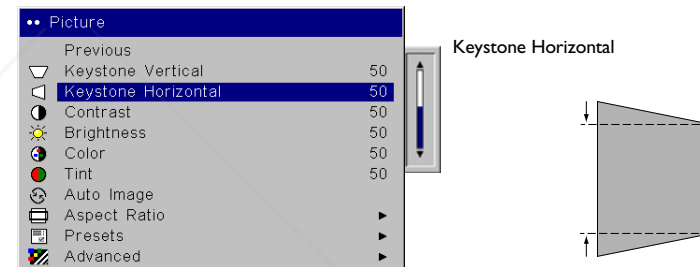 •• Picture
Previous
Keystone Vertical 50
Keystone Horizontal 50
Contrast 50
Brightness 50
Color 50
Tint 50
Auto Image
Aspect Ratio
Presets
Advanced
Keystone Horizontal